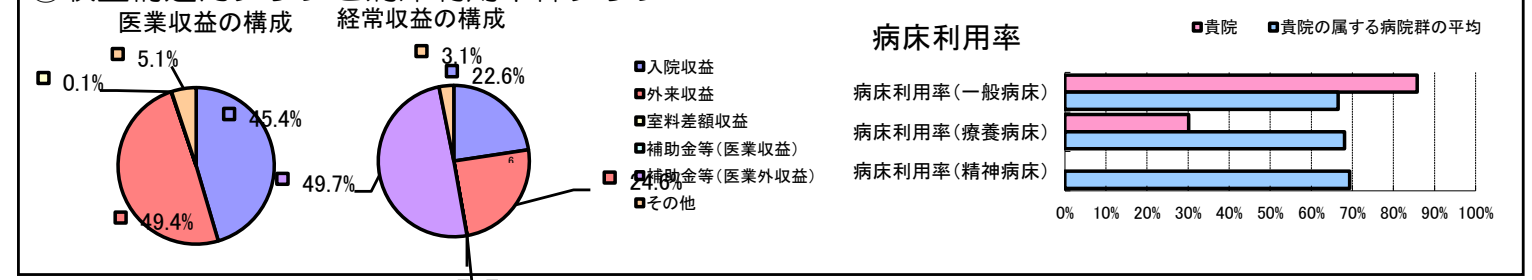 医業収益の構成
経常収益の構成
5.1%
0.1%
45.4%
49.4%
3.1%
22.6%
49.7%
24.6%
6
入院収益
外来収益
室料差額収益
補助金等(医業収益)
補助金等(医業外収益)
その他
病床利用率
貴院 貴院の属する病院群の平均
病床利用率(一般病床)
病床利用率(療養病床)
病床利用率(精神病床)
0% 10% 20% 30% 40% 50% 60% 70% 80% 90% 100%